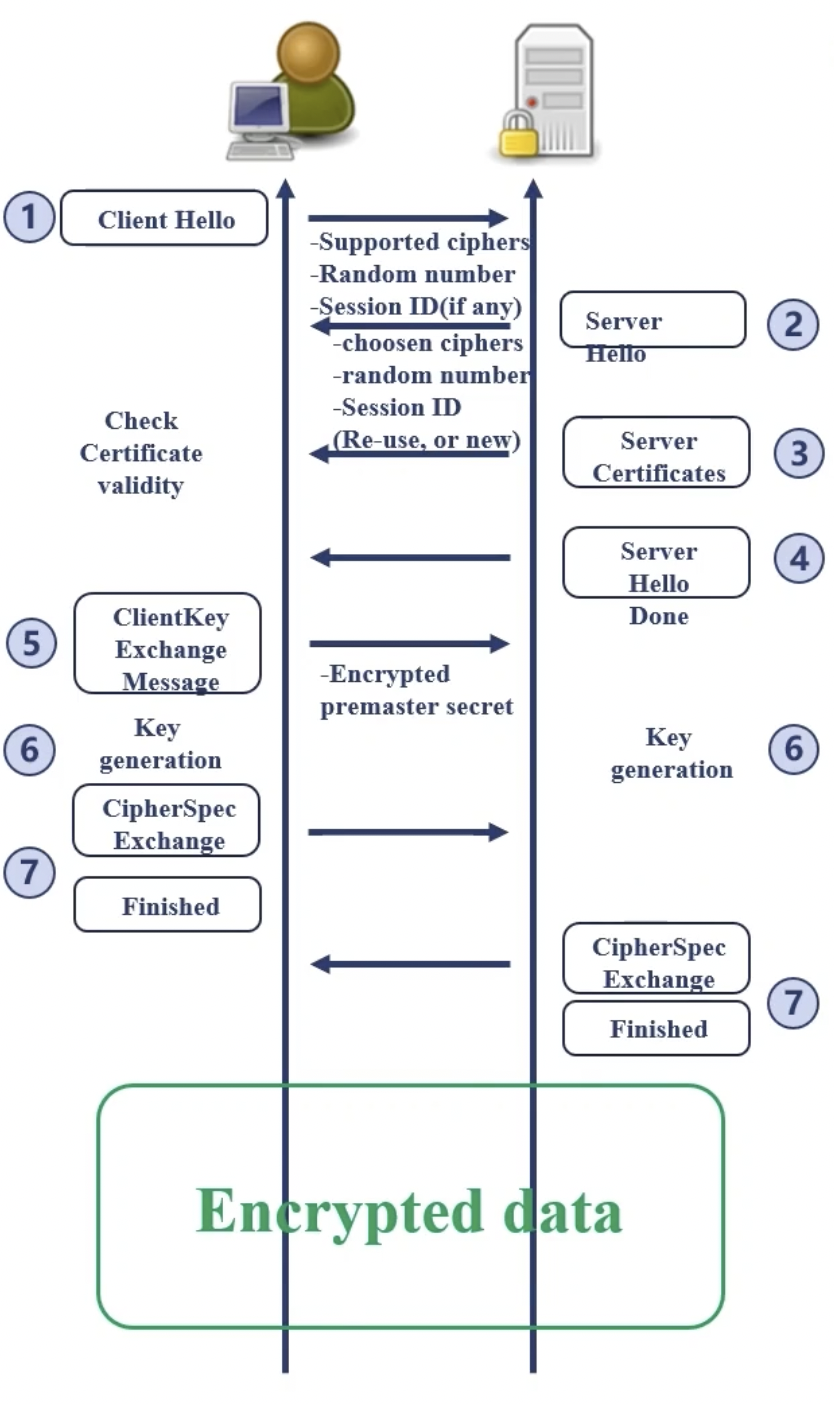 1
Client Hello
-Supported ciphers
-Random number
-Session ID(if any)
Server
Hello
2
-choosen ciphers
-random number
-Session ID
(Re-use, or new)
Check
Certificate
validity
Server
Certificates
3
Server
Hello
Done
4
5
ClientKey
Exchange
Message
-Encrypted
premaster secret
6
Key
generation
Key
generation
6
CipherSpec
Exchange
7
Finished
CipherSpec
Exchange
7
Finished
Encrypted data